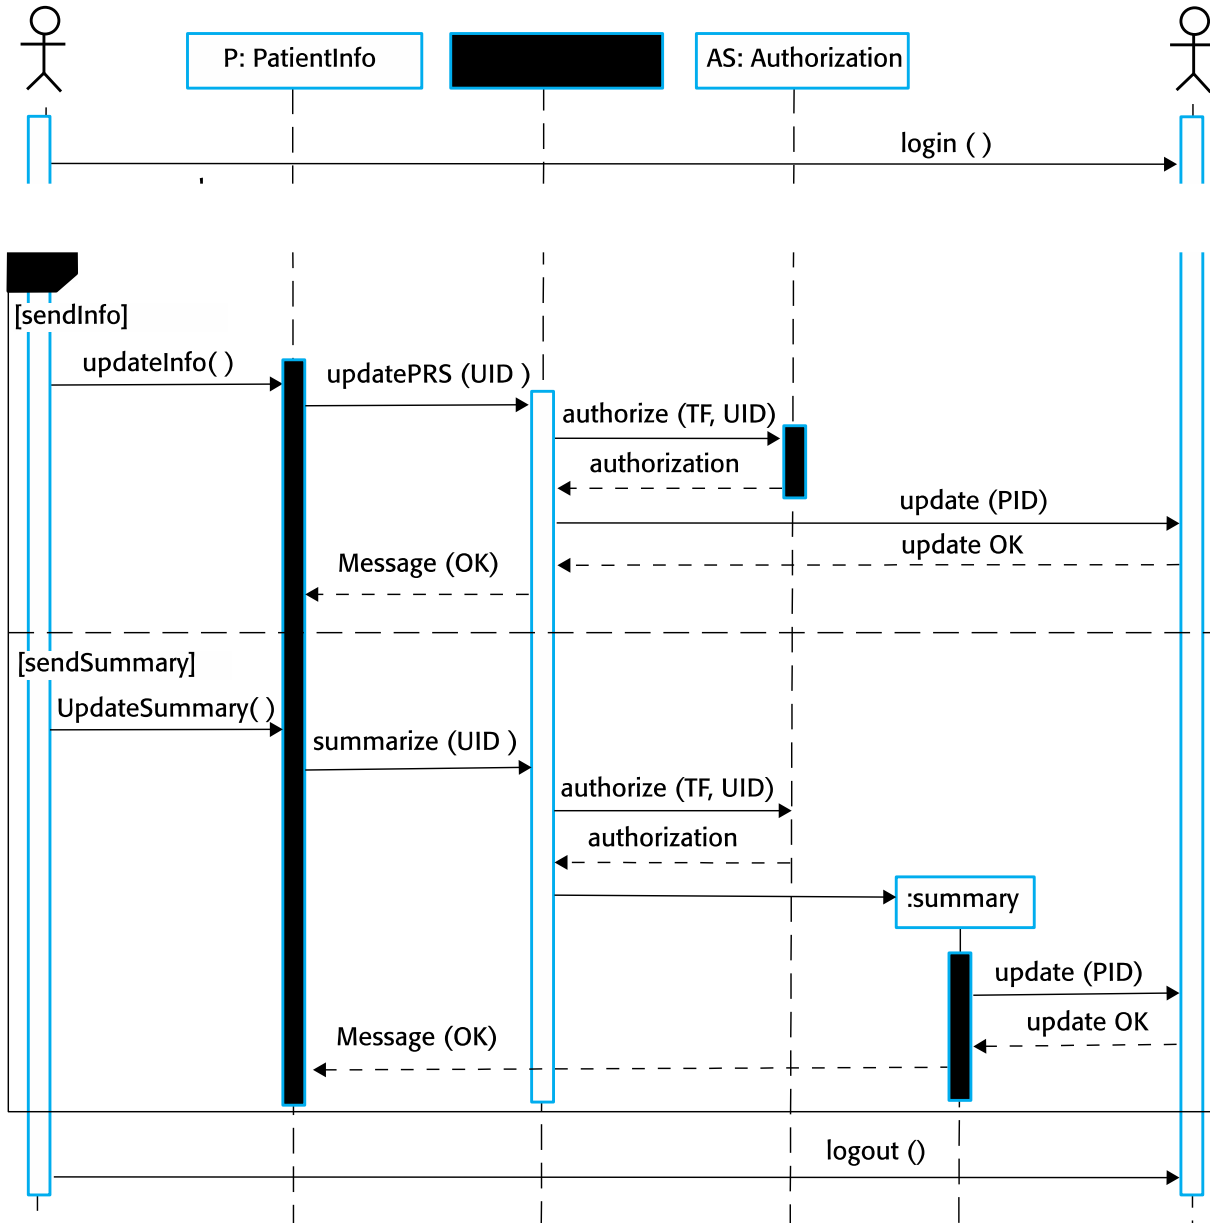 P: PatientInfo
AS: Authorization
login ( )
[sendInfo]
updateInfo( )
updatePRS (UID )
authorize (TF, UID)
authorization
update (PID)
update OK
Message (OK)
[sendSummary]
UpdateSummary( )
summarize (UID )
authorize (TF, UID)
authorization
:summary
update (PID)
update OK
Message (OK)
logout ()